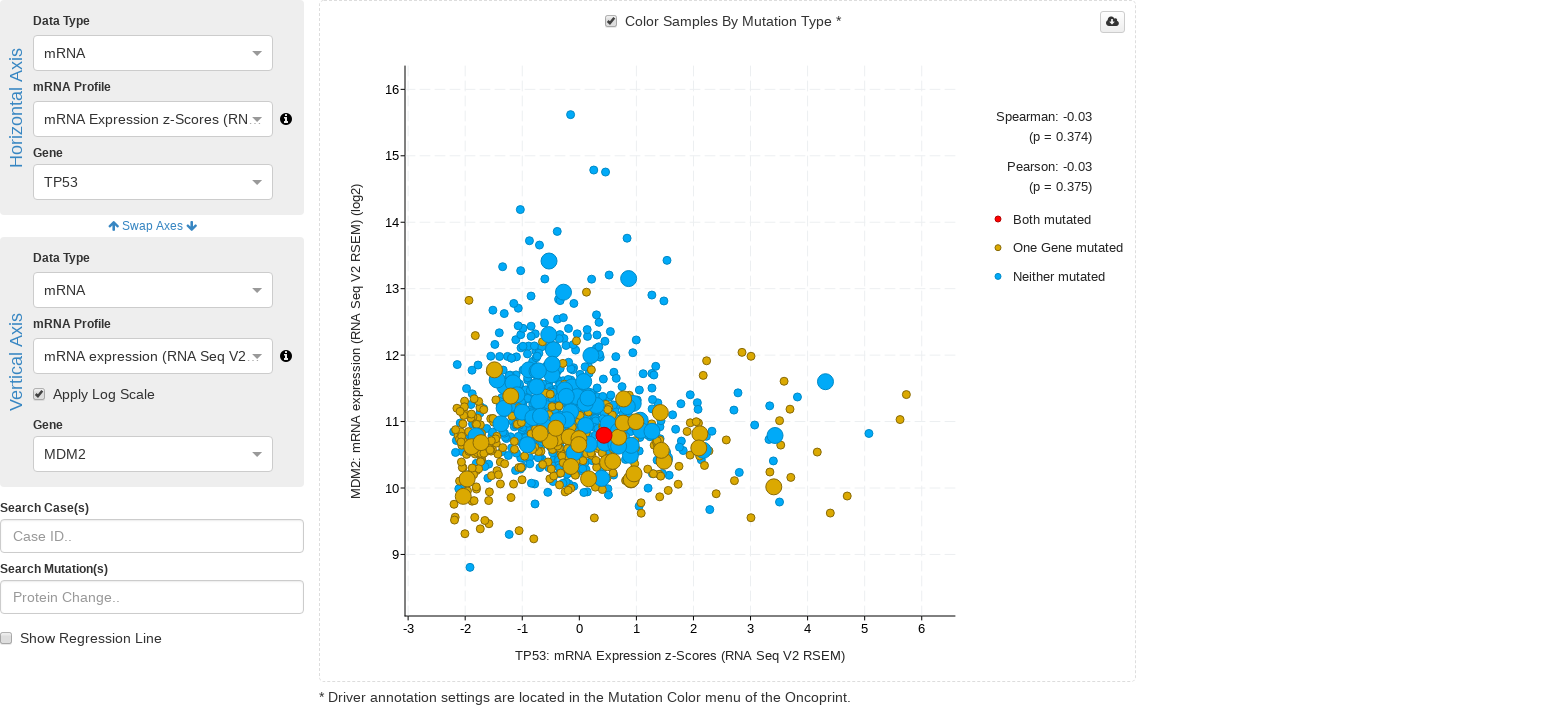 Horizontal Axis
Data Type
mRNA
mRNA Profile
mRNA Expression z-Scores (RN...
Gene
TP53
Swap Axes
Vertical Axis
Data Type
mRNA
mRNA Profile
mRNA expression (RNA Seq V2...
Apply Log Scale
Gene
MDM2
Search Case(s)
Case ID..
Search Mutation(s)
Protein Change..
Show Regression Line
Color Samples By Mutation Type *
MDM2: mRNA expression (RNA Seq V2 RSEM) (log2)
16
15
14
13
12
11
10
9
-3 -2 -1 0 1 2 3 4 5 6
TP53: mRNA Expression z-Scores (RNA Seq V2 RSEM)
Spearman: -0.03
(p = 0.374)
Pearson: -0.03
(p = 0.375)
Both mutated
One Gene mutated
Neither mutated
* Driver annotation settings are located in the Mutation Color menu of the Oncoprint.